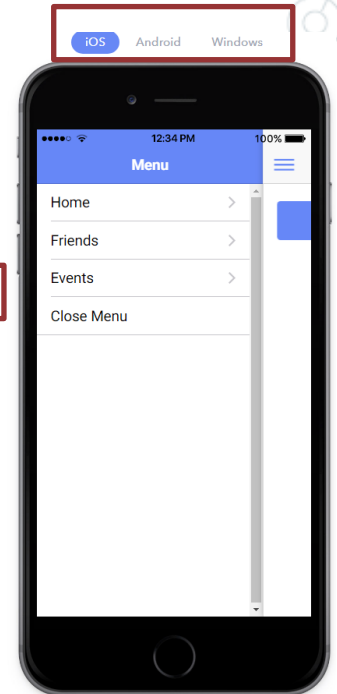 iOS Android Windows
12:34 PM 100%
Menu
Home
Friends
Events
Close Menu